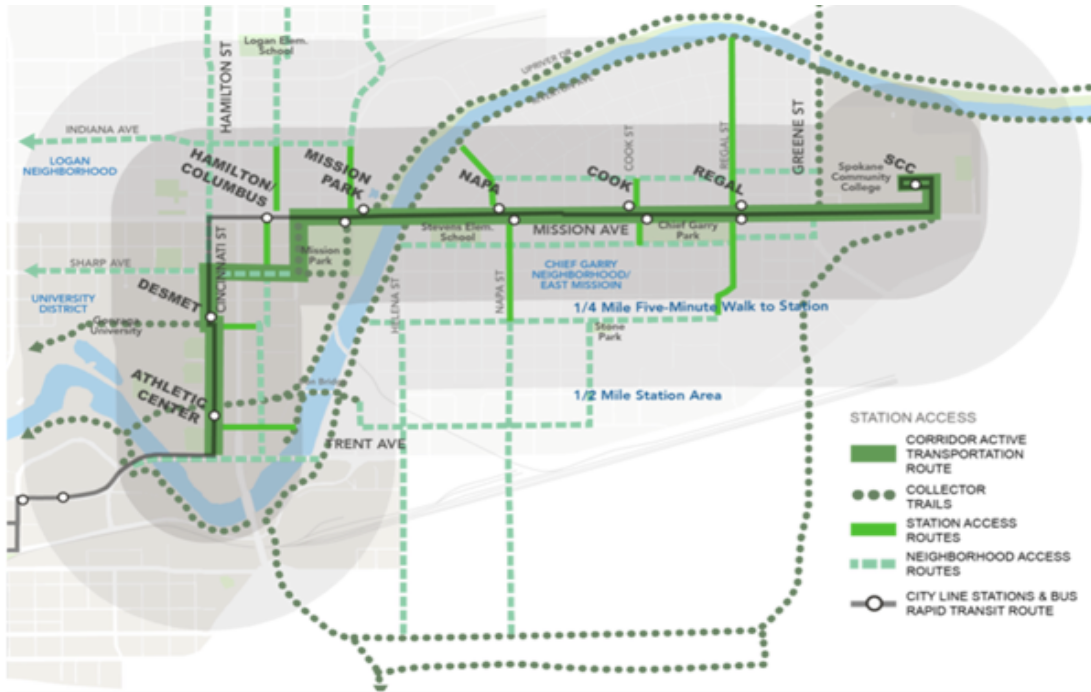 Logan Elem.
School
HAMILTON ST
UPRIVER DR
INDIANA AVE
LOGAN
NEIGHBORHOOD
HAMILTON/
COLUMBUS
MISSION
PARK
NAPA
COOK ST
COOK
REGAL ST
REGAL
GREENE ST
SCC
Spokane
Community
College
Stevens Elem.
School
MISSION AVE
Chief Garry
Park
Mission
Park
SHARP AVE
CINCINNATI ST
DESMET
UNIVERSITY
DISTRICT
Gonzaga
University
CHIEF GARRY
NEIGHBORHOOD/
EAST MISSIOIN
HELENA ST
NAPA ST
1/4 Mile Five-Minute Walk to Station
Stone
Park
ATHLETIC
CENTER
1/2 Mile Station Area
TRENT AVE
STATION ACCESS
CORRIDOR ACTIVE
TRANSPORTATION
ROUTE
COLLECTOR
TRAILS
STATION ACCESS
ROUTES
NEIGHBORHOOD ACCESS
ROUTES
CITY LINE STATIONS & BUS
RAPID TRANSIT ROUTE